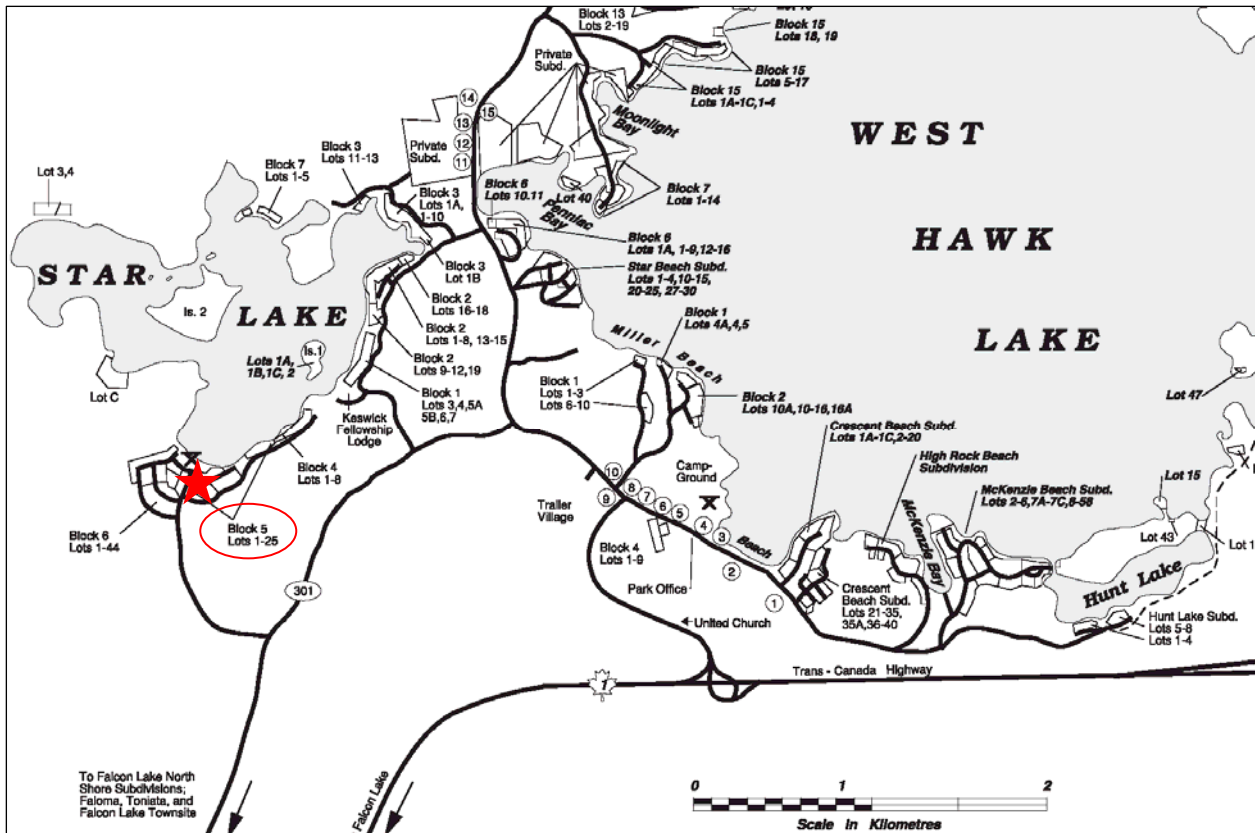 Block 13
Lots 2-19
Block 15
Lots 18, 19
Private
Subd.
Block 15
Lots 5-17
Block 15
Lots 1A-1C,1-4
14
15
13
12
11
Private
Subd.
Moonlight
Bay
WEST
HAWK
LAKE
Lot 3,4
Block 7
Lots 1-5
Block 3
Lots 11-13
Block 3
Lots 1A,
1-10
Block 6
Lots 10.11
Lot 40
Penniac
Bay
Block 7
Lots 1-14
Block 6
Lots 1A, 1-9,12-16
Star Beach Subd.
Lots 1-4,10-15,
20-25, 27-30
STAR
LAKE
Is. 2
Is.1
Lots 1A,
1B,1C, 2
Lot C
Block 3
Lot 1B
Block 2
Lots 16-18
Block 2
Lots 1-8, 13-15
Block 2
Lots 9-12, 19
Block 1
Lots 3,4,5A
5B,6,7
Keswick
Fellowship
Lodge
Block 4
Lots 1-8
Block 5
Lots 1-25
Block 6
Lots 1-44
301
Miller Beach
Block 1
Lots 4A,4,5
Block 1
Lots 1-3
Lots 6-10
Block 2
Lots 10A,10-16,16A
Crescent Beach Subd.
Lots 1A-1C,2-20
High Rock Beach
Subdivision
McKenzie Beach Subd.
Lots 2-6,7A-7C,8-58
Lot 47
Lot 15
Lot 43
Lot 1
Camp-
Ground
10
9
8
7
6
5
4
3
2
1
Trailer
Village
Beach
Block 4
Lots 1-9
Park Office
United Church
McKenzie Bay
Crescent
Beach Subd.
Lots 21-35,
35A,36-40
Hunt Lake
Hunt Lake Subd.
Lots 5-8
Lots 1-4
Trans - Canada Highway
1
To Falcon Lake North
Shore Subdivisions;
Faloma, Toniata, and
Falcon Lake Townsite
Falcon Lake
0 1 2
Scale in Kilometres